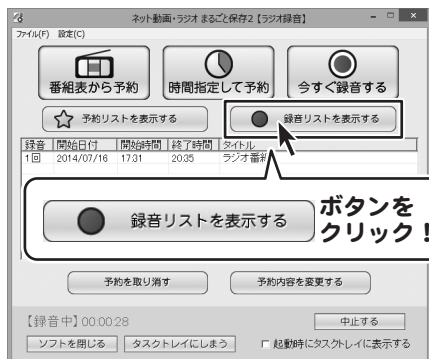 ネット動画・ラジオ まるごと保存2【ラジオ録音】
ファイル(F) 設定(C)
番組表から予約 時間指定して予約 今すぐ録音する
予約リストを表示する 録音リストを表示する
録音 開始日付 開始時間 終了時間 タイトル
1回 2014/07/16 17:31 20:35 ラジオ番組
録音リストを表示する
ボタンを
クリック!
予約を取り消す 予約内容を変更する
【録音中】00:00:28 中止する
ソフトを閉じる タスクトレイにしまう 起動時にタスクトレイに表示する